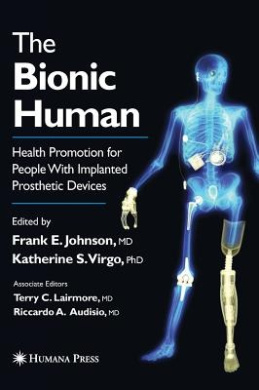 The
Bionic
Human
Health Promotion for
People With Implanted
Prosthetic Devices
Edited by
Frank E. Johnson, MD
Katherine S. Virgo, PhD
Associate Editors
Terry C. Lairmore, MD
Riccardo A. Audisio, MD
HUMANA PRESS